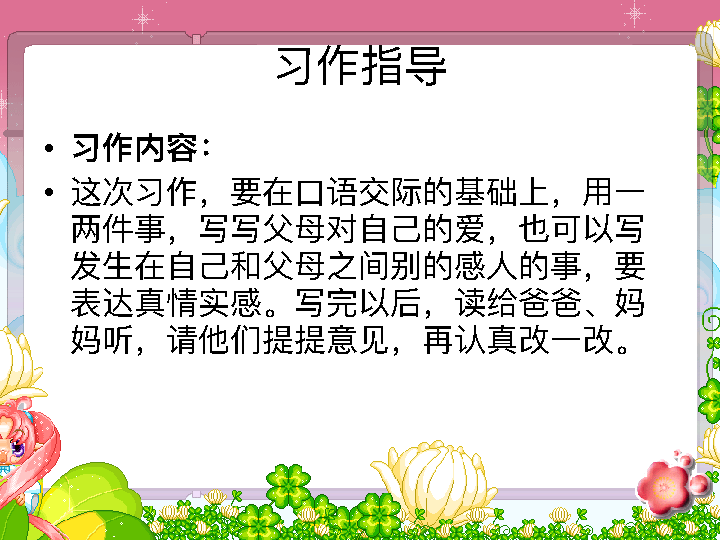 习作指导
• 习作内容：
• 这次习作，要在口语交际的基础上，用一
两件事，写写父母对自己的爱，也可以写
发生在自己和父母之间别的感人的事，要
表达真情实感。写完以后，读给爸爸、妈
妈听，请他们提提意见，再认真改一改。